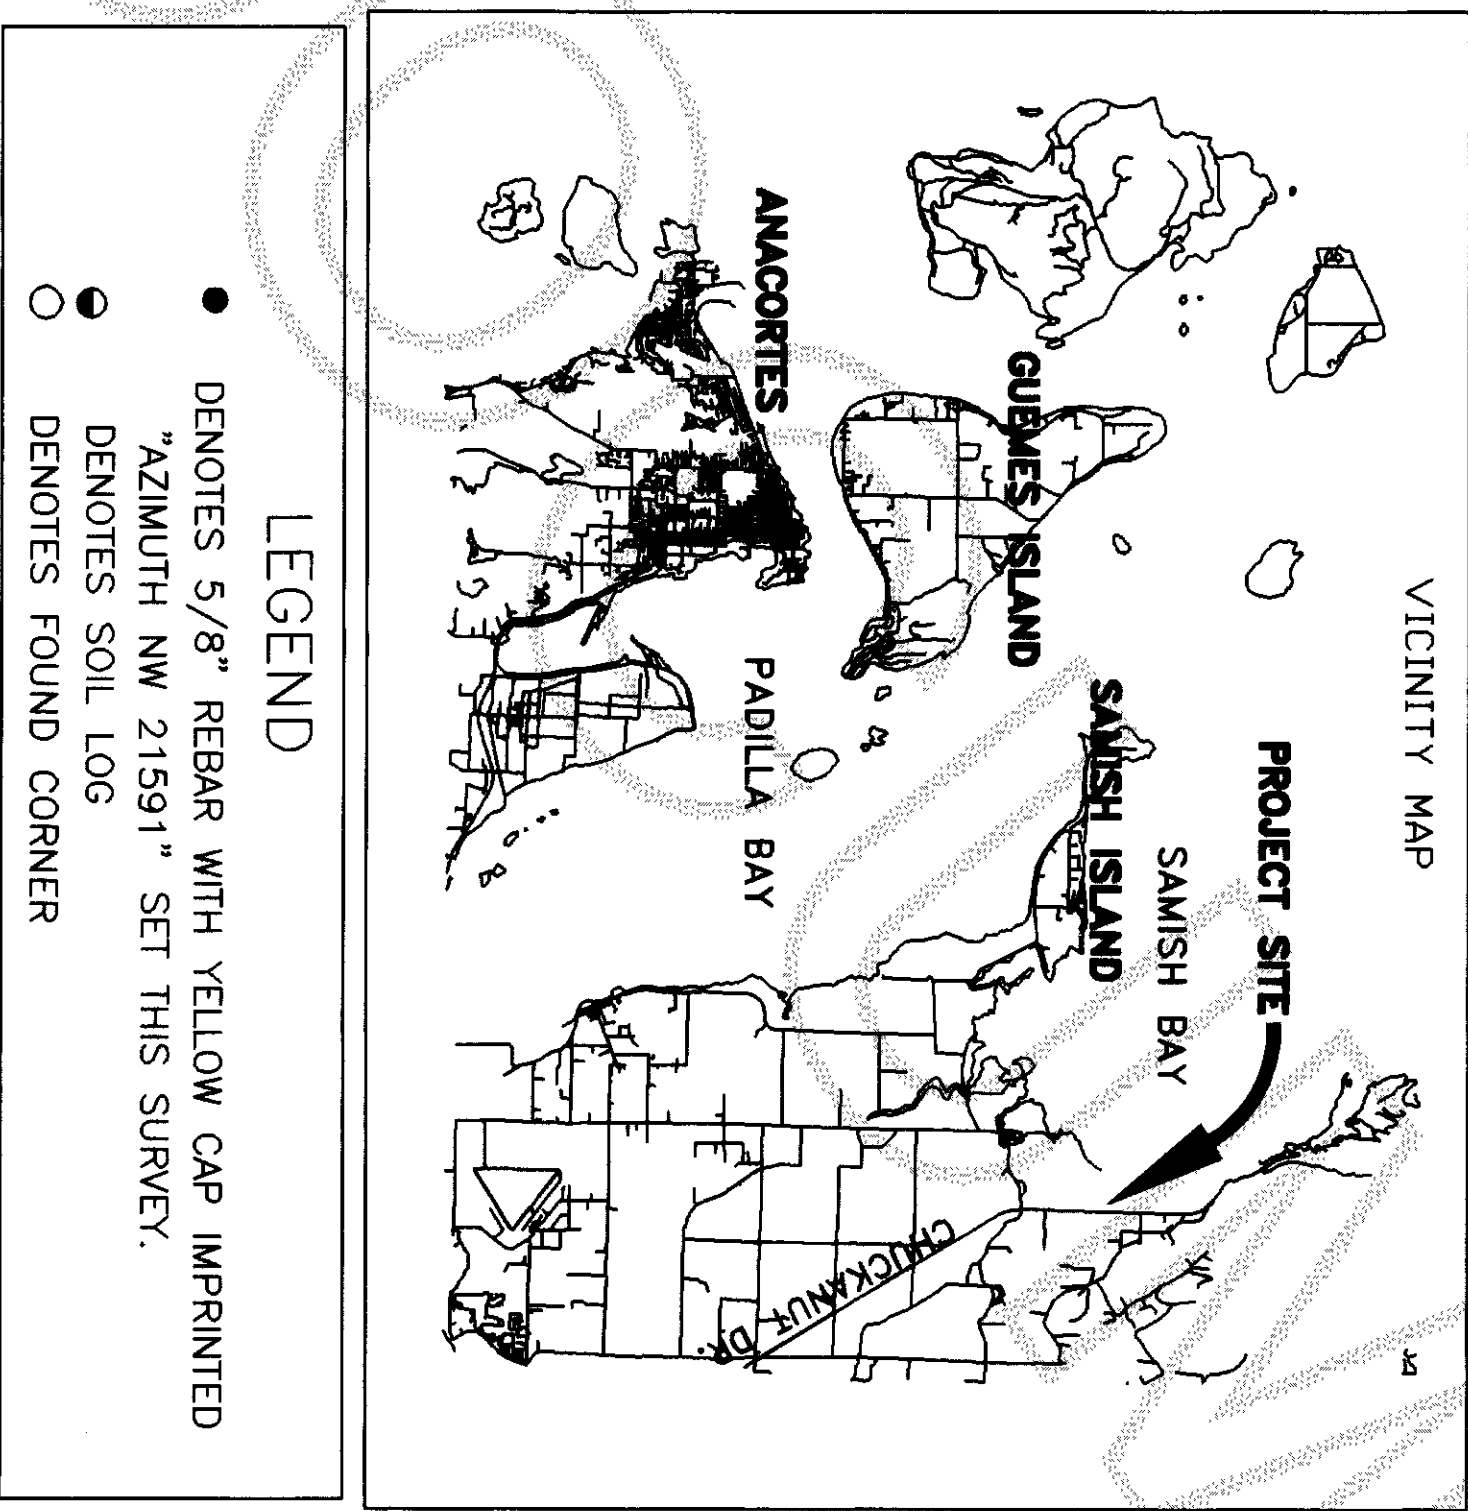 VICINITY MAP
PROJECT SITE
SAMISH BAY
SAMISH ISLAND
GUEMES ISLAND
ANACORTES
PADILLA BAY
CHUCKANUT DR.
LEGEND
DENOTES 5/8" REBAR WITH YELLOW CAP IMPRINTED
"AZIMUTH NW 21591" SET THIS SURVEY.
DENOTES SOIL LOG
DENOTES FOUND CORNER